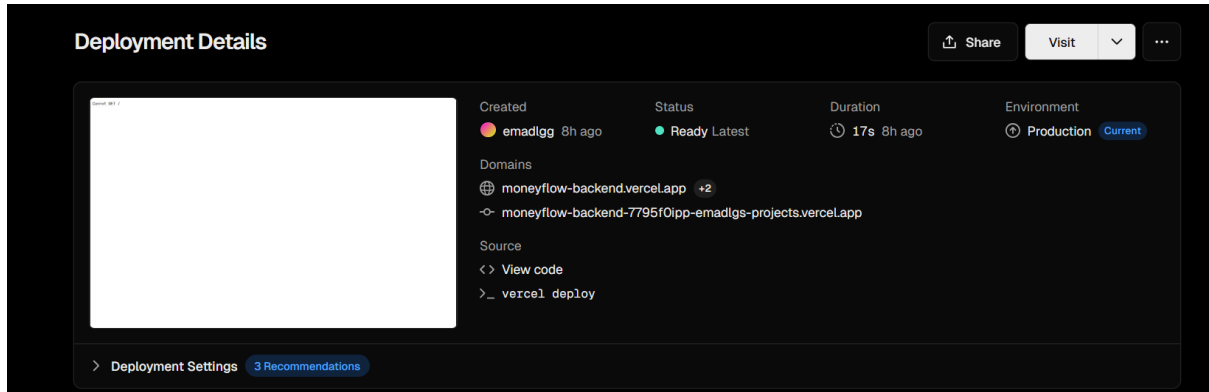 Deployment Details
Share
Visit
Cannot GET /
Created
emadlgg 8h ago
Status
Ready Latest
Duration
17s 8h ago
Environment
Production Current
Domains
moneyflow-backend.vercel.app +2
moneyflow-backend-7795f0ipp-emadlgs-projects.vercel.app
Source
<> View code
>_ vercel deploy
Deployment Settings 3 Recommendations